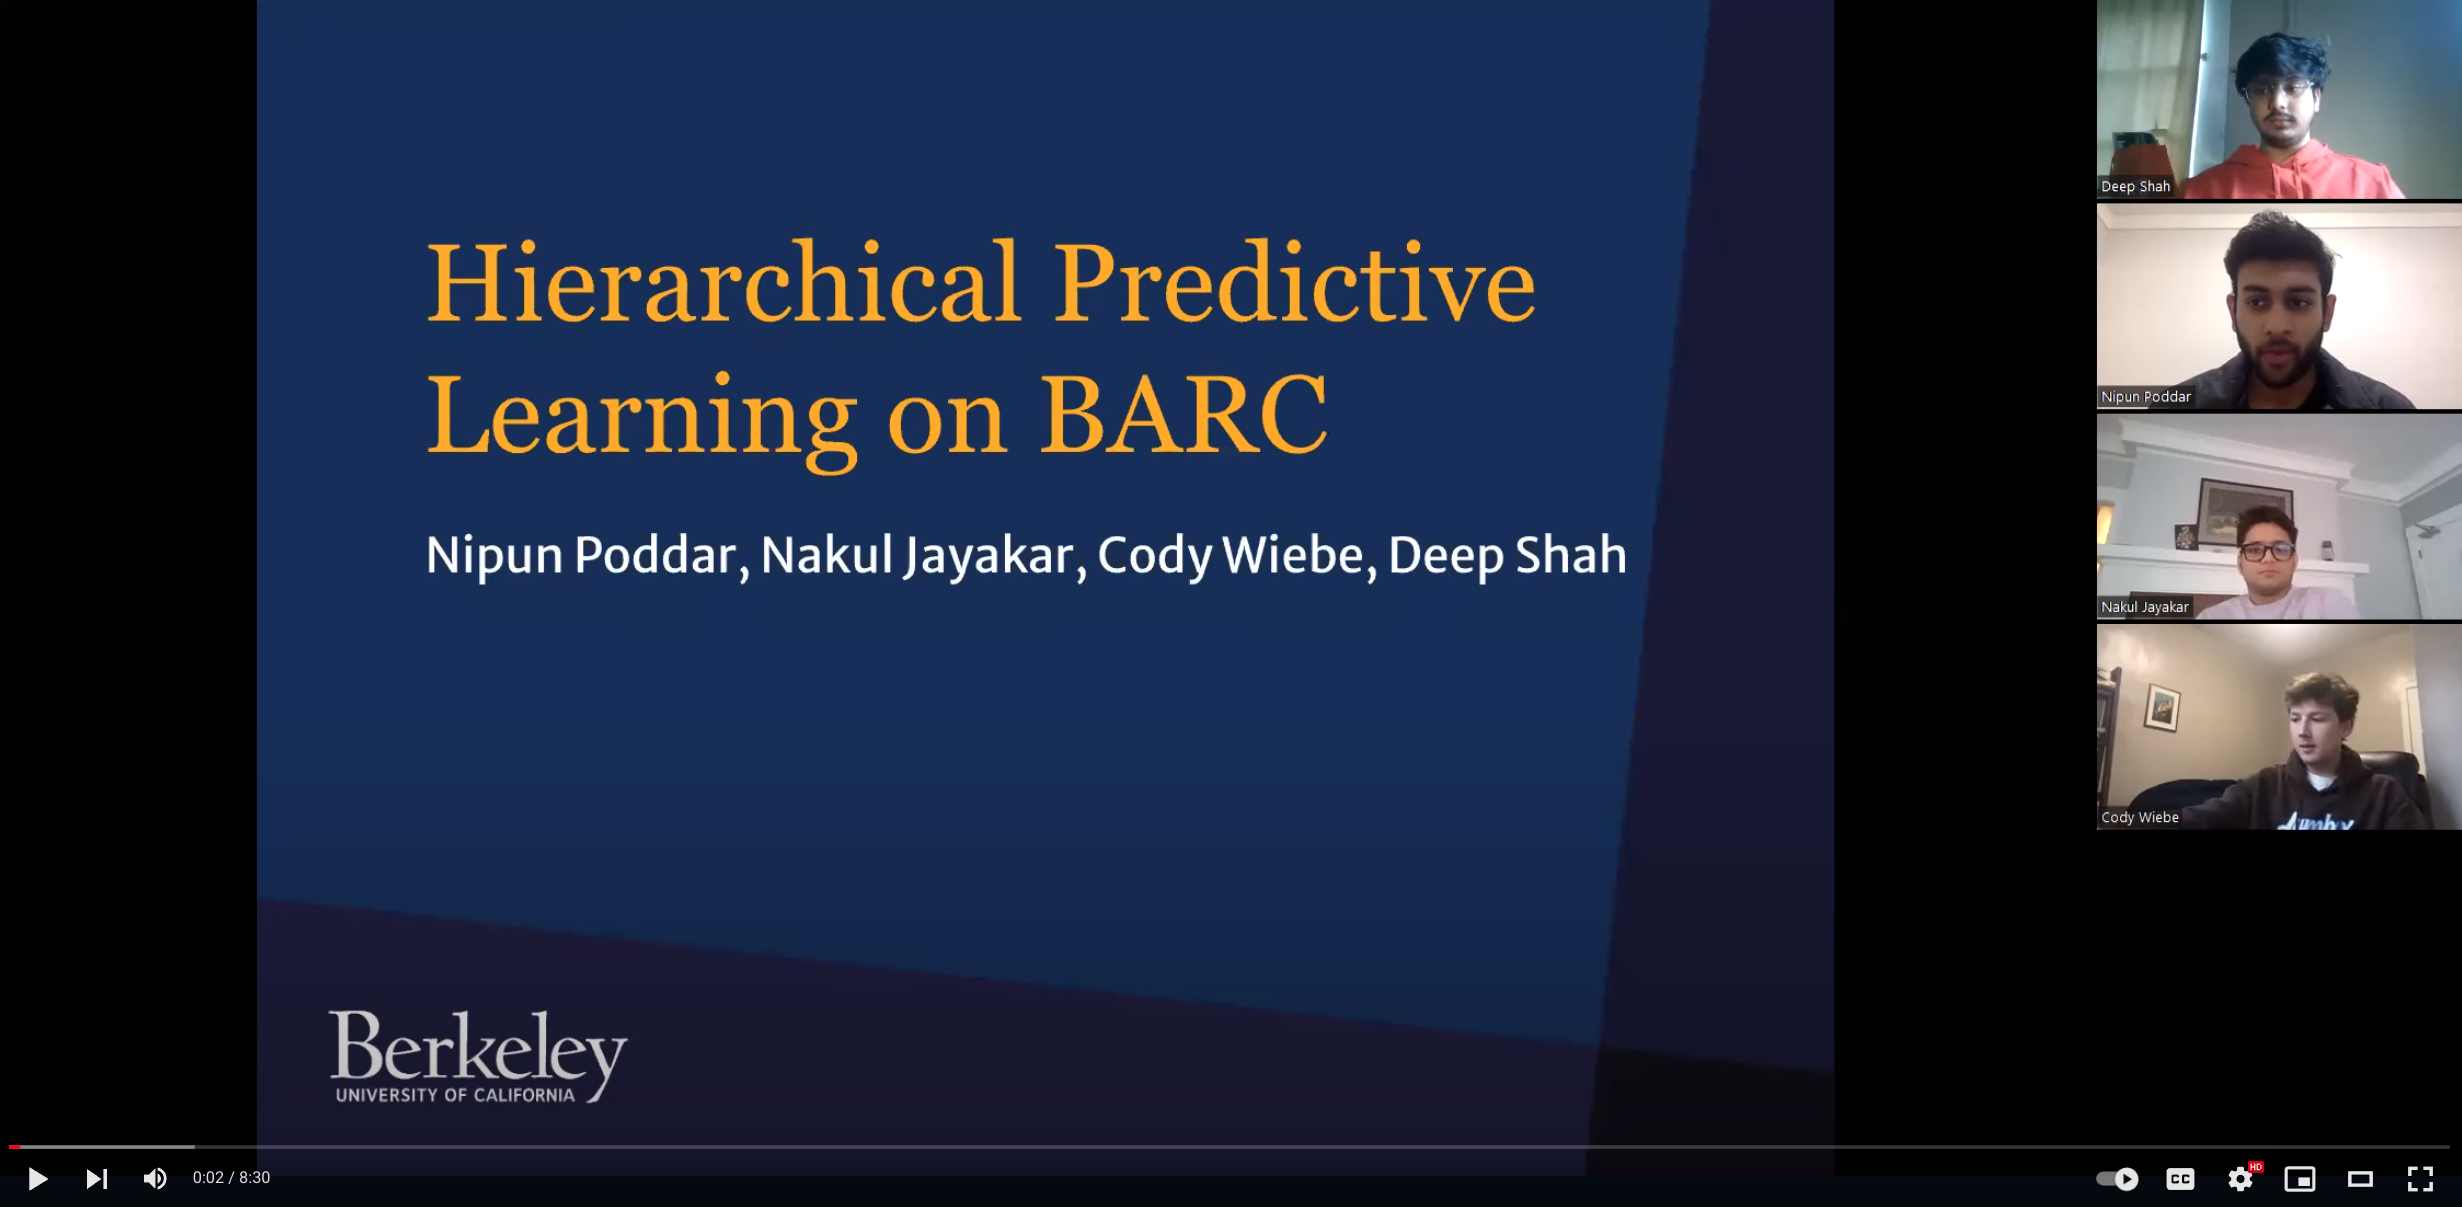 Hierarchical Predictive
Learning on BARC
Nipun Poddar, Nakul Jayakar, Cody Wiebe, Deep Shah
Berkeley
UNIVERSITY OF CALIFORNIA
Deep Shah
Nipun Poddar
Nakul Jayakar
Cody Wiebe
0:02 / 8:30
CC
HD